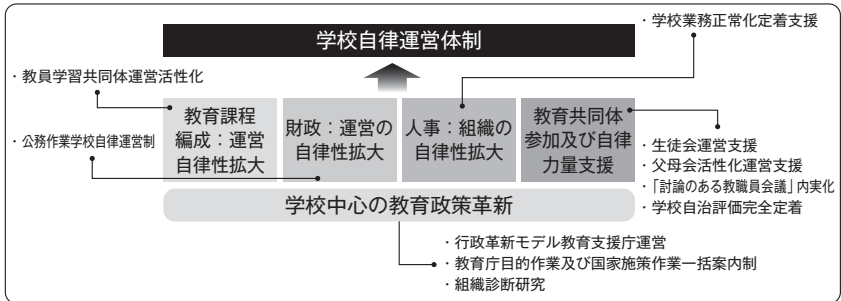 ・学校業務正常化定着支援
学校自律運営体制
・教員学習共同体運営活性化
・公務作業学校自律運営制
教育課程
編成：運営
自律性拡大
財政：運営の
自律性拡大
人事：組織の
自律性拡大
教育共同体
参加及び自律
力量支援
・生徒会運営支援
・父母会活性化運営支援
・「討論のある教職員会議」内実化
・学校自治評価完全定着
学校中心の教育政策革新
・行政革新モデル教育支援庁運営
・教育庁目的作業及び国家施策作業一括案内制
・組織診断研究